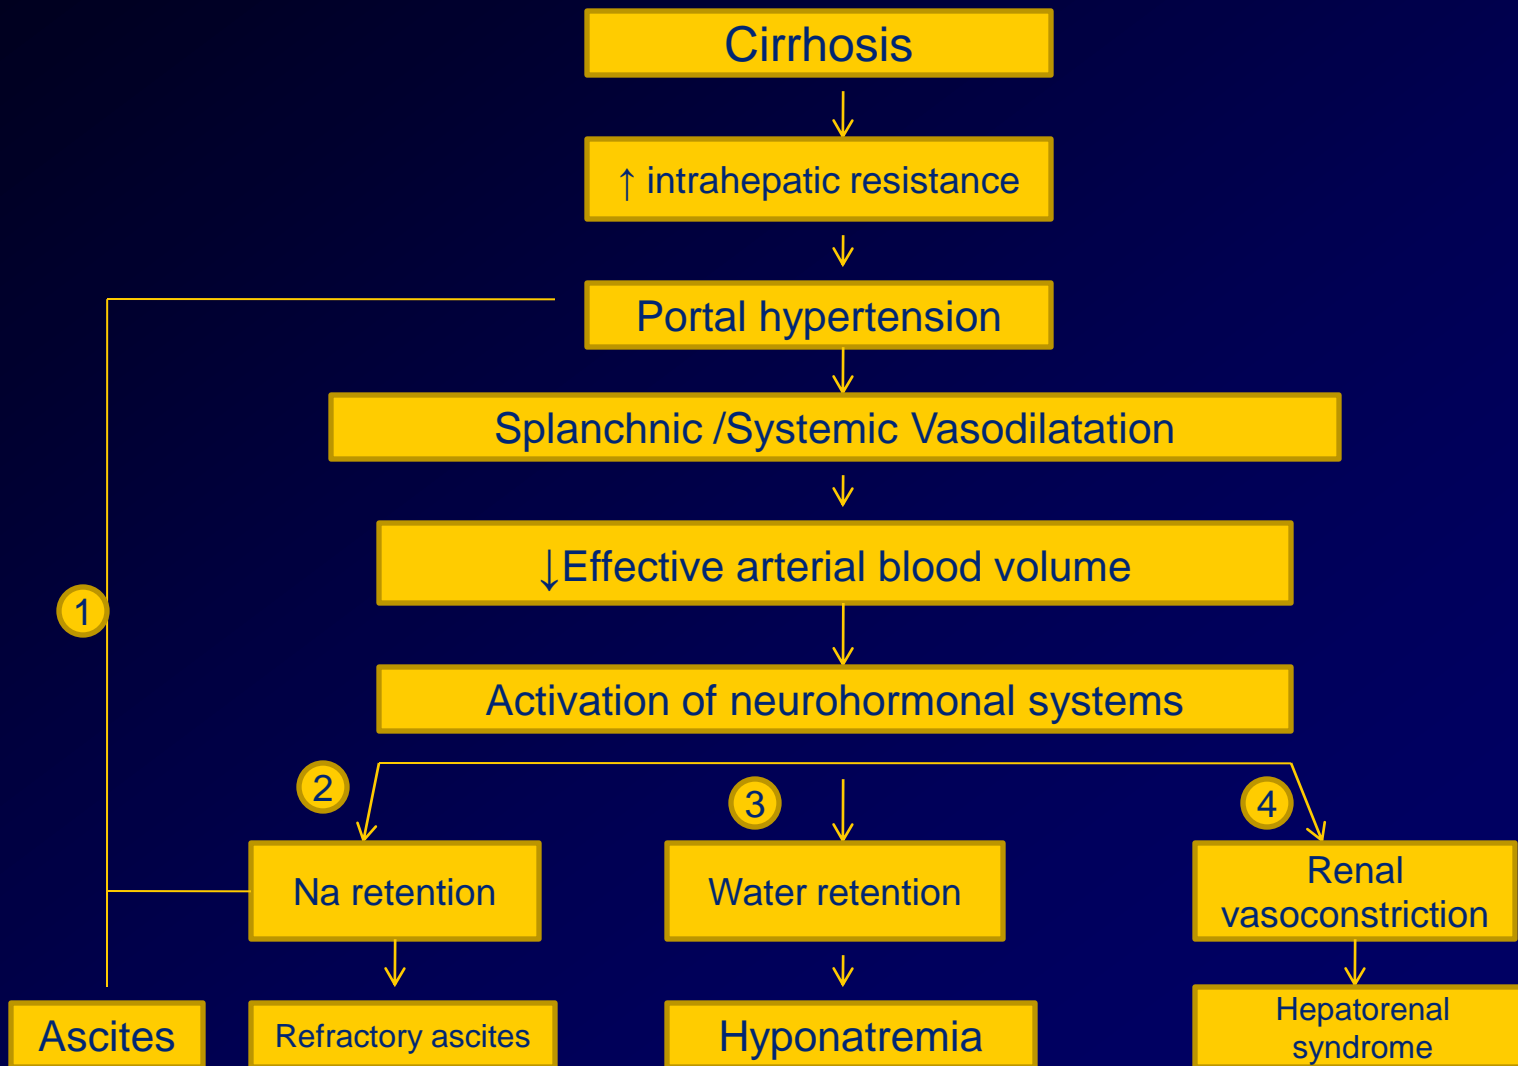 Cirrhosis
↑ intrahepatic resistance
Portal hypertension
Splanchnic /Systemic Vasodilatation
↓Effective arterial blood volume
1
Activation of neurohormonal systems
2
3
4
Na retention
Water retention
Renal
vasoconstriction
Ascites
Refractory ascites
Hyponatremia
Hepatorenal
syndrome